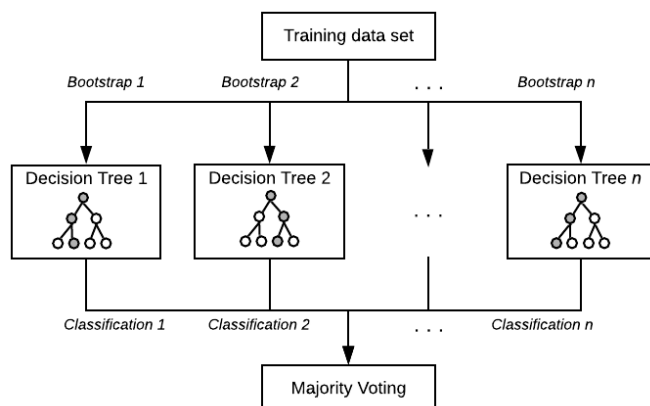 Training data set
Bootstrap 1
Bootstrap 2
. . .
Bootstrap n
Decision Tree 1
Decision Tree 2
. . .
Decision Tree n
Classification 1
Classification 2
. . .
Classification n
Majority Voting